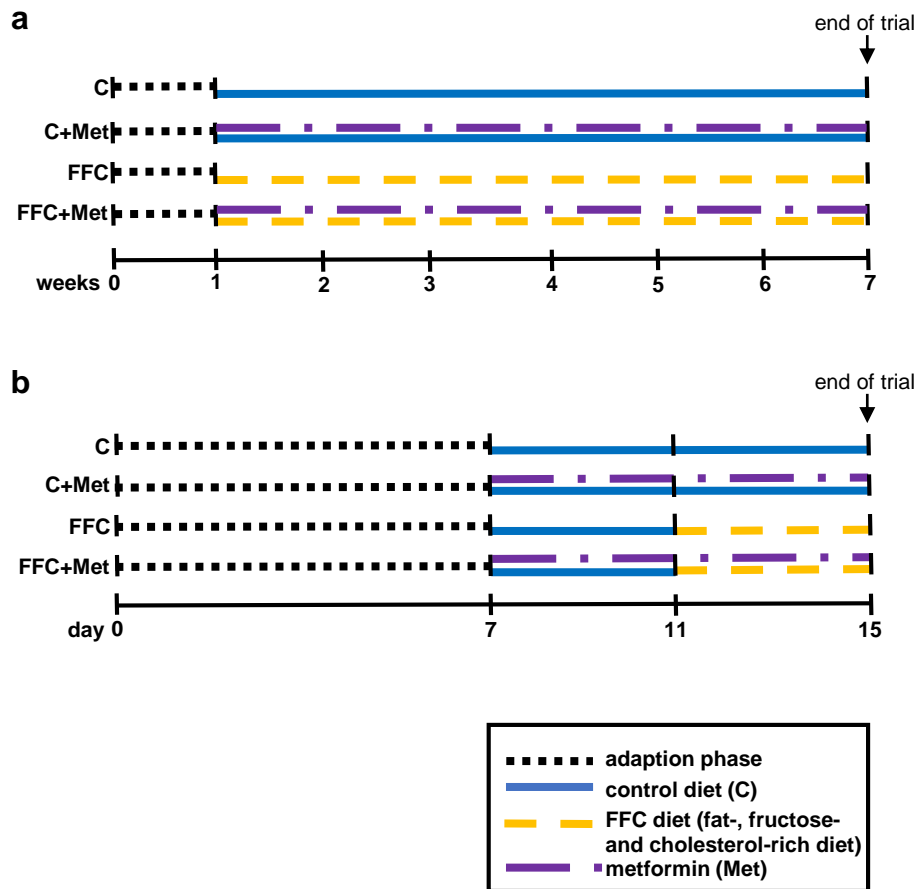 a
end of trial
C
C+Met
FFC
FFC+Met
weeks 0 1 2 3 4 5 6 7
b
end of trial
C
C+Met
FFC
FFC+Met
day 0 7 11 15
adaption phase
control diet (C)
FFC diet (fat-, fructose-
and cholesterol-rich diet)
metformin (Met)